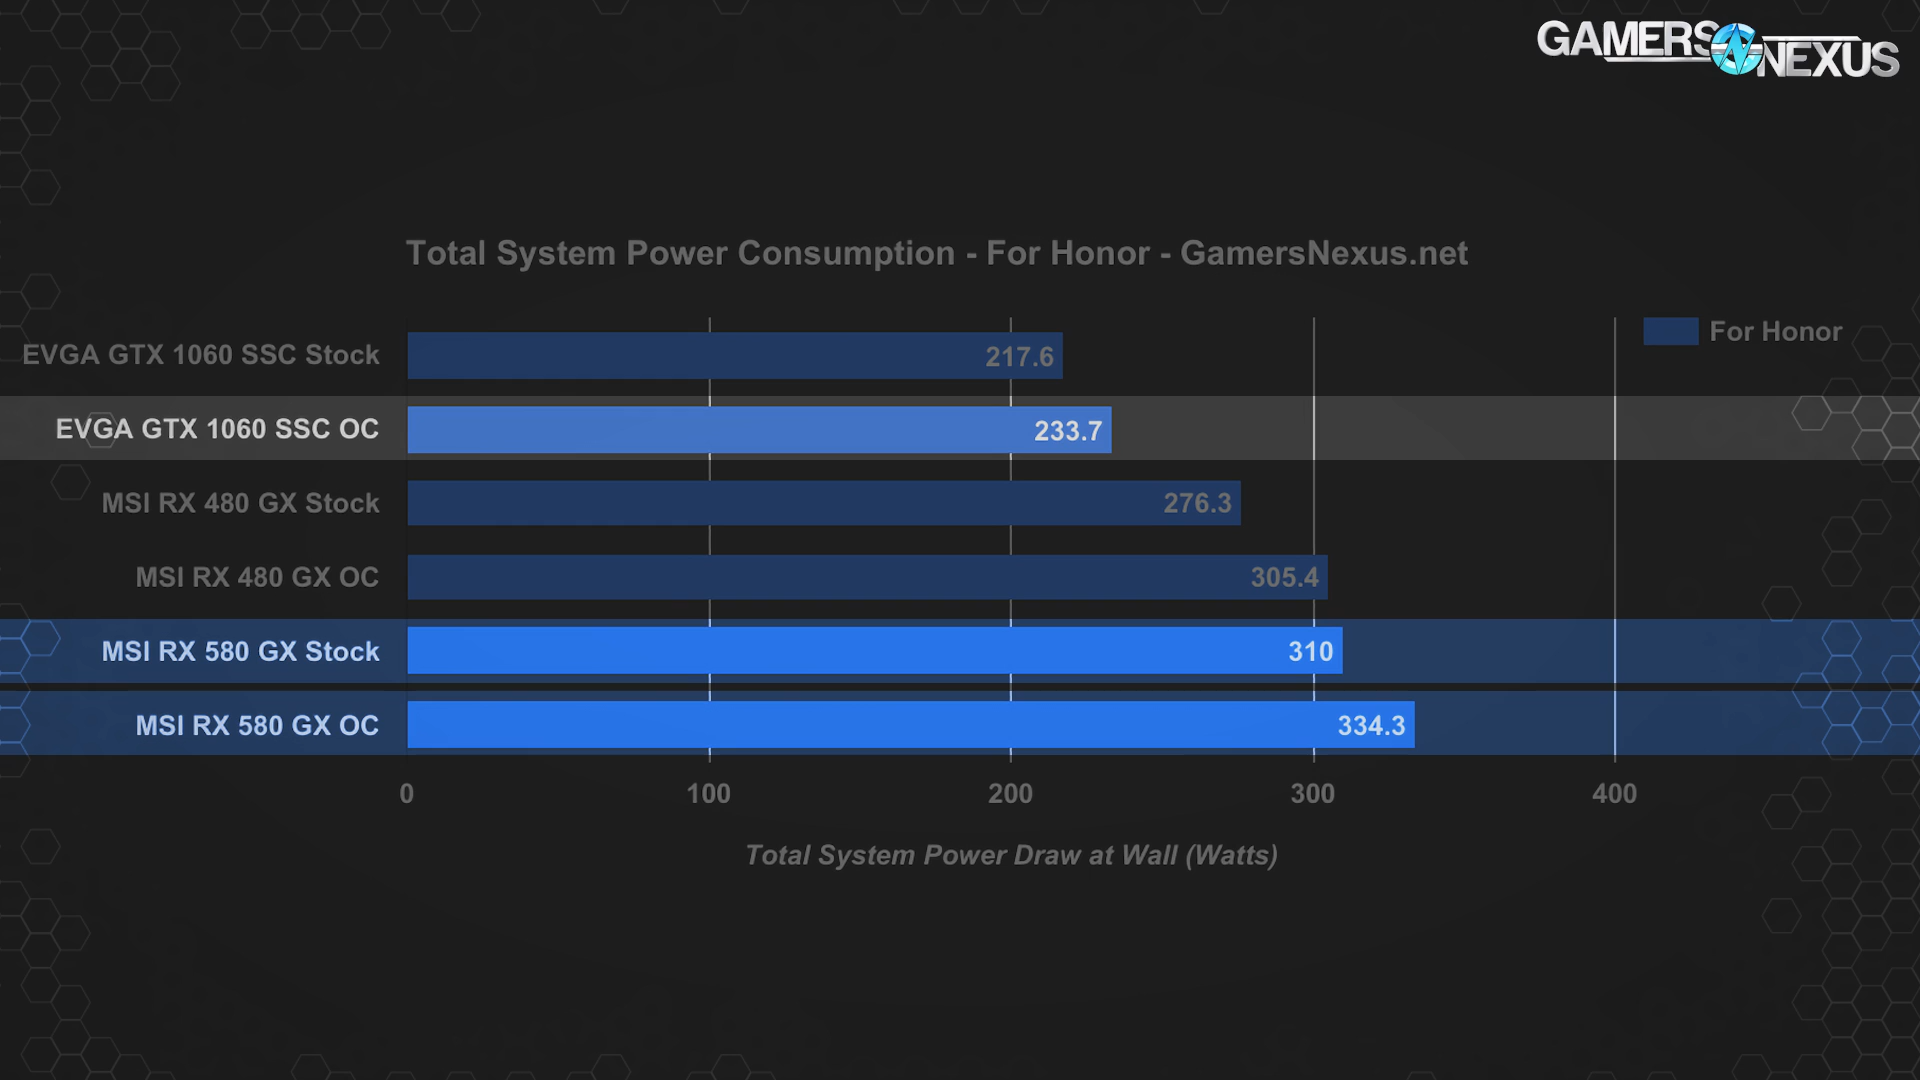 GAMERS NEXUS
Total System Power Consumption - For Honor - GamersNexus.net
For Honor
EVGA GTX 1060 SSC Stock 217.6
EVGA GTX 1060 SSC OC 233.7
MSI RX 480 GX Stock 276.3
MSI RX 480 GX OC 305.4
MSI RX 580 GX Stock 310
MSI RX 580 GX OC 334.3
0 100 200 300 400
Total System Power Draw at Wall (Watts)